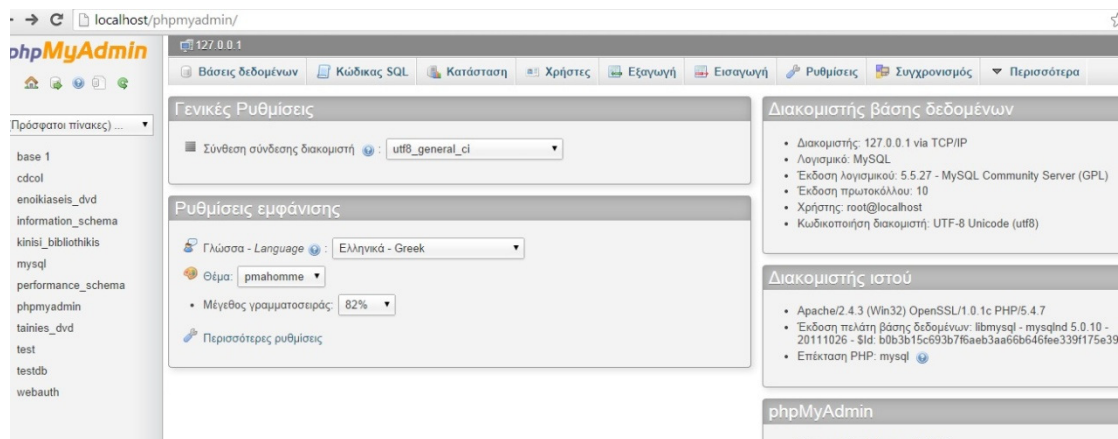 localhost/phpmyadmin/
phpMyAdmin
(Πρόσφατοι πίνακες) ...
base 1
cdcol
enoikiaseis_dvd
information_schema
kinisi_bibliothikis
mysql
performance_schema
phpmyadmin
tainies_dvd
test
testdb
webauth
127.0.0.1
Βάσεις δεδομένων Κώδικας SQL Κατάσταση Χρήστες Εξαγωγή Εισαγωγή Ρυθμίσεις Συγχρονισμός Περισσότερα
Γενικές Ρυθμίσεις
Σύνθεση σύνδεσης διακομιστή : utf8_general_ci
Ρυθμίσεις εμφάνισης
Γλώσσα - Language : Ελληνικά - Greek
Θέμα: pmahomme
• Μέγεθος γραμματοσειράς: 82%
Περισσότερες ρυθμίσεις
Διακομιστής βάσης δεδομένων
• Διακομιστής: 127.0.0.1 via TCP/IP
• Λογισμικό: MySQL
• Έκδοση λογισμικού: 5.5.27 - MySQL Community Server (GPL)
• Έκδοση πρωτοκόλλου: 10
• Χρήστης: root@localhost
• Κωδικοποίηση διακομιστή: UTF-8 Unicode (utf8)
Διακομιστής ιστού
• Apache/2.4.3 (Win32) OpenSSL/1.0.1c PHP/5.4.7
• Έκδοση πελάτη βάσης δεδομένων: libmysql - mysqlnd 5.0.10 -
20111026 - $Id: b0b3b15c693b7f6aeb3aa66b646fee339f175e39
• Επέκταση PHP: mysql
phpMyAdmin